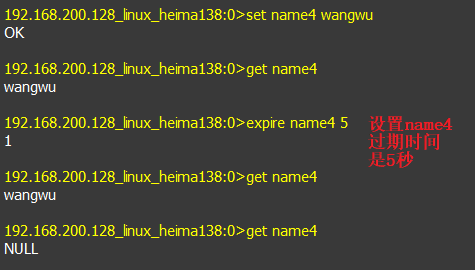 192.168.200.128_linux_heima138:0>set name4 wangwu
OK
192.168.200.128_linux_heima138:0>get name4
wangwu
192.168.200.128_linux_heima138:0>expire name4 5
1
设置name4
过期时间
是5秒
192.168.200.128_linux_heima138:0>get name4
wangwu
192.168.200.128_linux_heima138:0>get name4
NULL